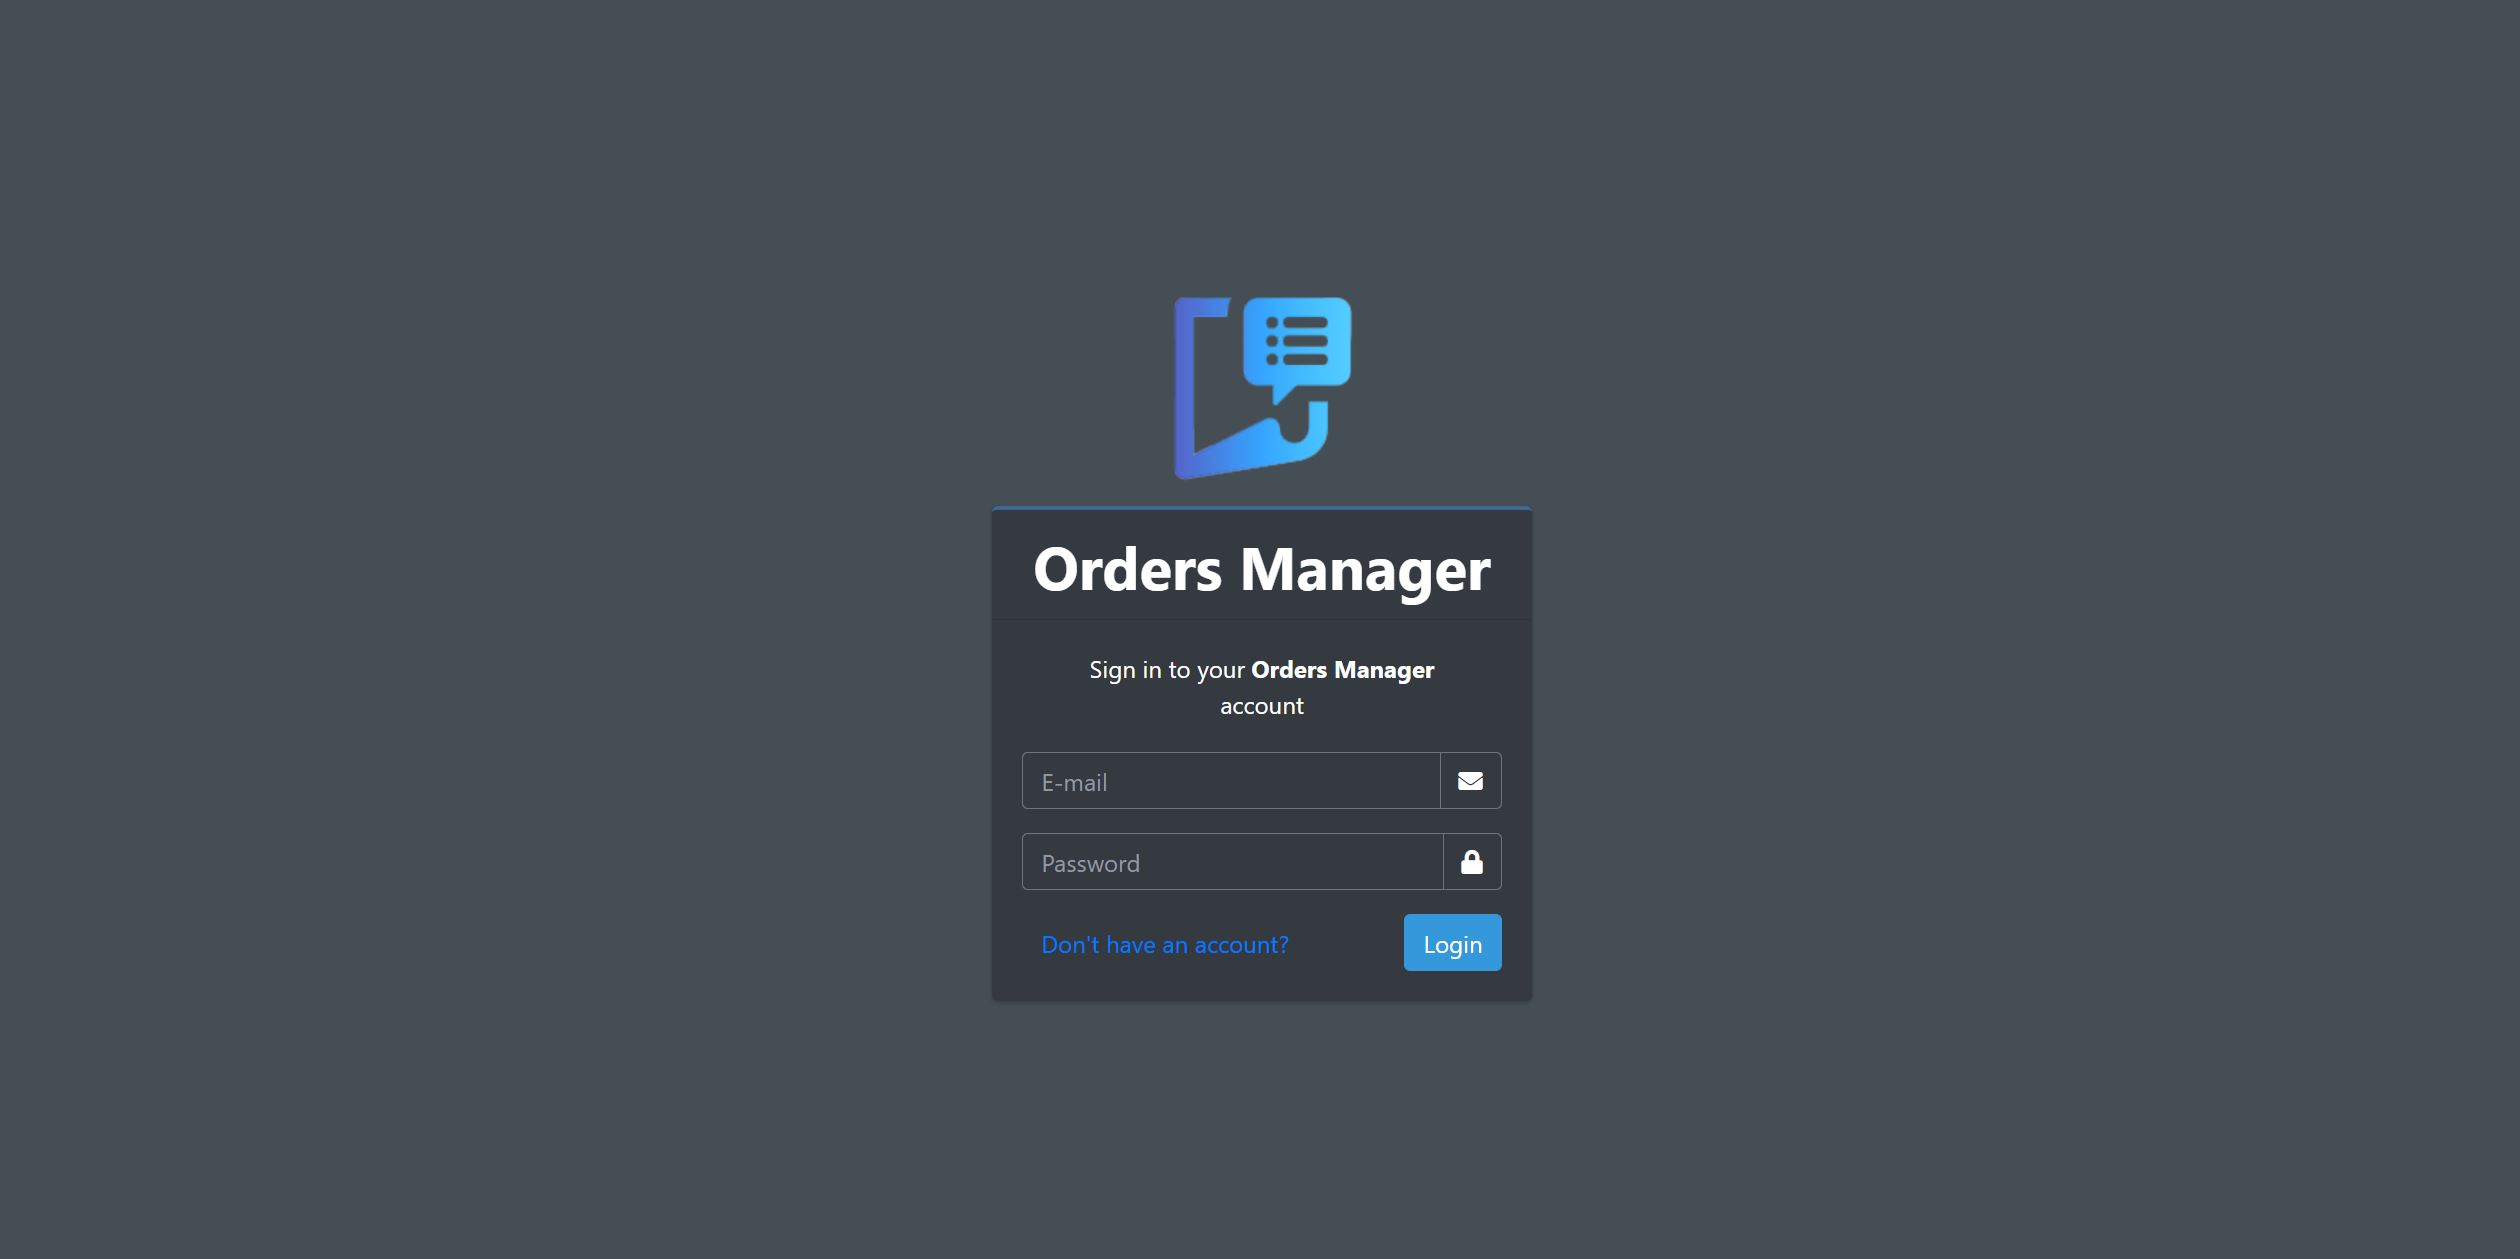 Orders Manager
Sign in to your Orders Manager
account
E-mail
Password
Don't have an account?
Login